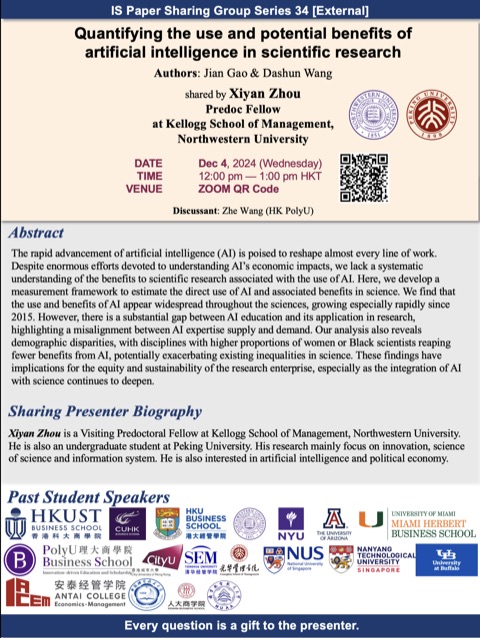 IS Paper Sharing Group Series 34 [External]
Quantifying the use and potential benefits of
artificial intelligence in scientific research
Authors: Jian Gao & Dashun Wang
shared by Xiyan Zhou
Predoc Fellow
at Kellogg School of Management,
Northwestern University
DATE Dec 4, 2024 (Wednesday)
TIME 12:00 pm — 1:00 pm HKT
VENUE ZOOM QR Code
Discussant: Zhe Wang (HK PolyU)
Abstract
The rapid advancement of artificial intelligence (AI) is poised to reshape almost every line of work.
Despite enormous efforts devoted to understanding AI’s economic impacts, we lack a systematic
understanding of the benefits to scientific research associated with the use of AI. Here, we develop a
measurement framework to estimate the direct use of AI and associated benefits in science. We find that
the use and benefits of AI appear widespread throughout the sciences, growing especially rapidly since
2015. However, there is a substantial gap between AI education and its application in research,
highlighting a misalignment between AI expertise supply and demand. Our analysis also reveals
demographic disparities, with disciplines with higher proportions of women or Black scientists reaping
fewer benefits from AI, potentially exacerbating existing inequalities in science. These findings have
implications for the equity and sustainability of the research enterprise, especially as the integration of AI
with science continues to deepen.
Sharing Presenter Biography
Xiyan Zhou is a Visiting Predoctoral Fellow at Kellogg School of Management, Northwestern University.
He is also an undergraduate student at Peking University. His research mainly focus on innovation, science
of science and information system. He is also interested in artificial intelligence and political economy.
Past Student Speakers
HKUST
BUSINESS SCHOOL
香港科大商學院
CUHK
HKU
BUSINESS
SCHOOL
港大經管學院
NYU
THE UNIVERSITY
OF ARIZONA
UNIVERSITY OF MIAMI
MIAMI HERBERT
BUSINESS SCHOOL
PolyU 理大商學院
Business School
CityU
SEM
NUS
National University
of Singapore
NANYANG
TECHNOLOGICAL
UNIVERSITY
SINGAPORE
University
at Buffalo
ACEM
安泰经管学院
ANTAI COLLEGE
Economics・Management
人大商学院
Every question is a gift to the presenter.